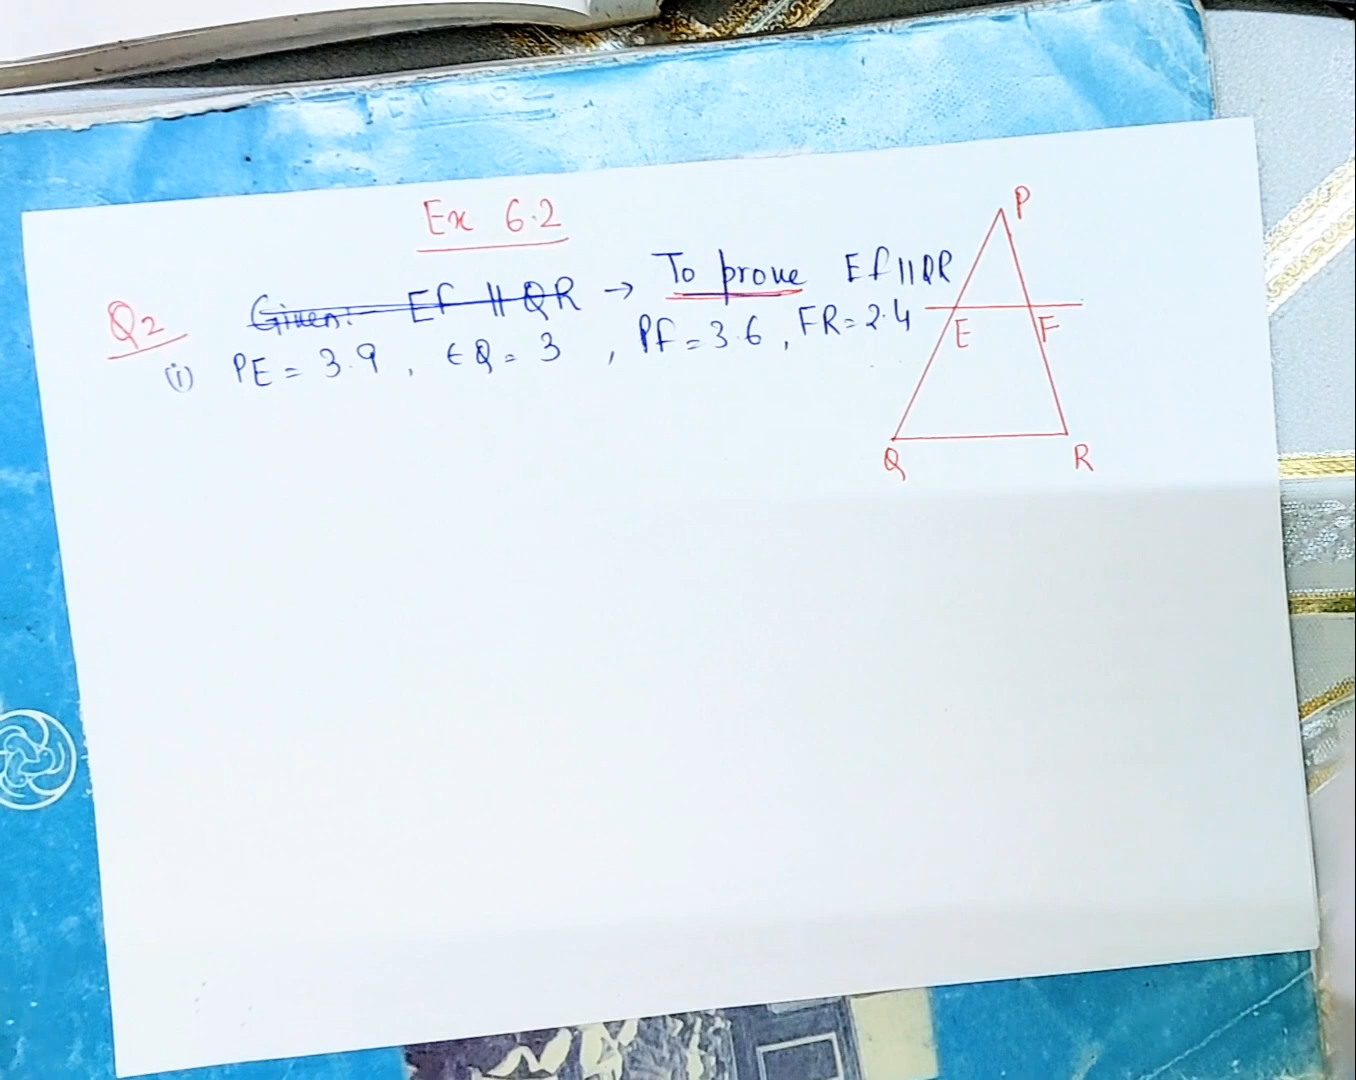 Ex 6.2
Q2 Given:- EF || QR → To prove EF||QR
(i) PE = 3.9, EQ = 3, PF = 3.6, FR = 2.4
P
E F
Q R